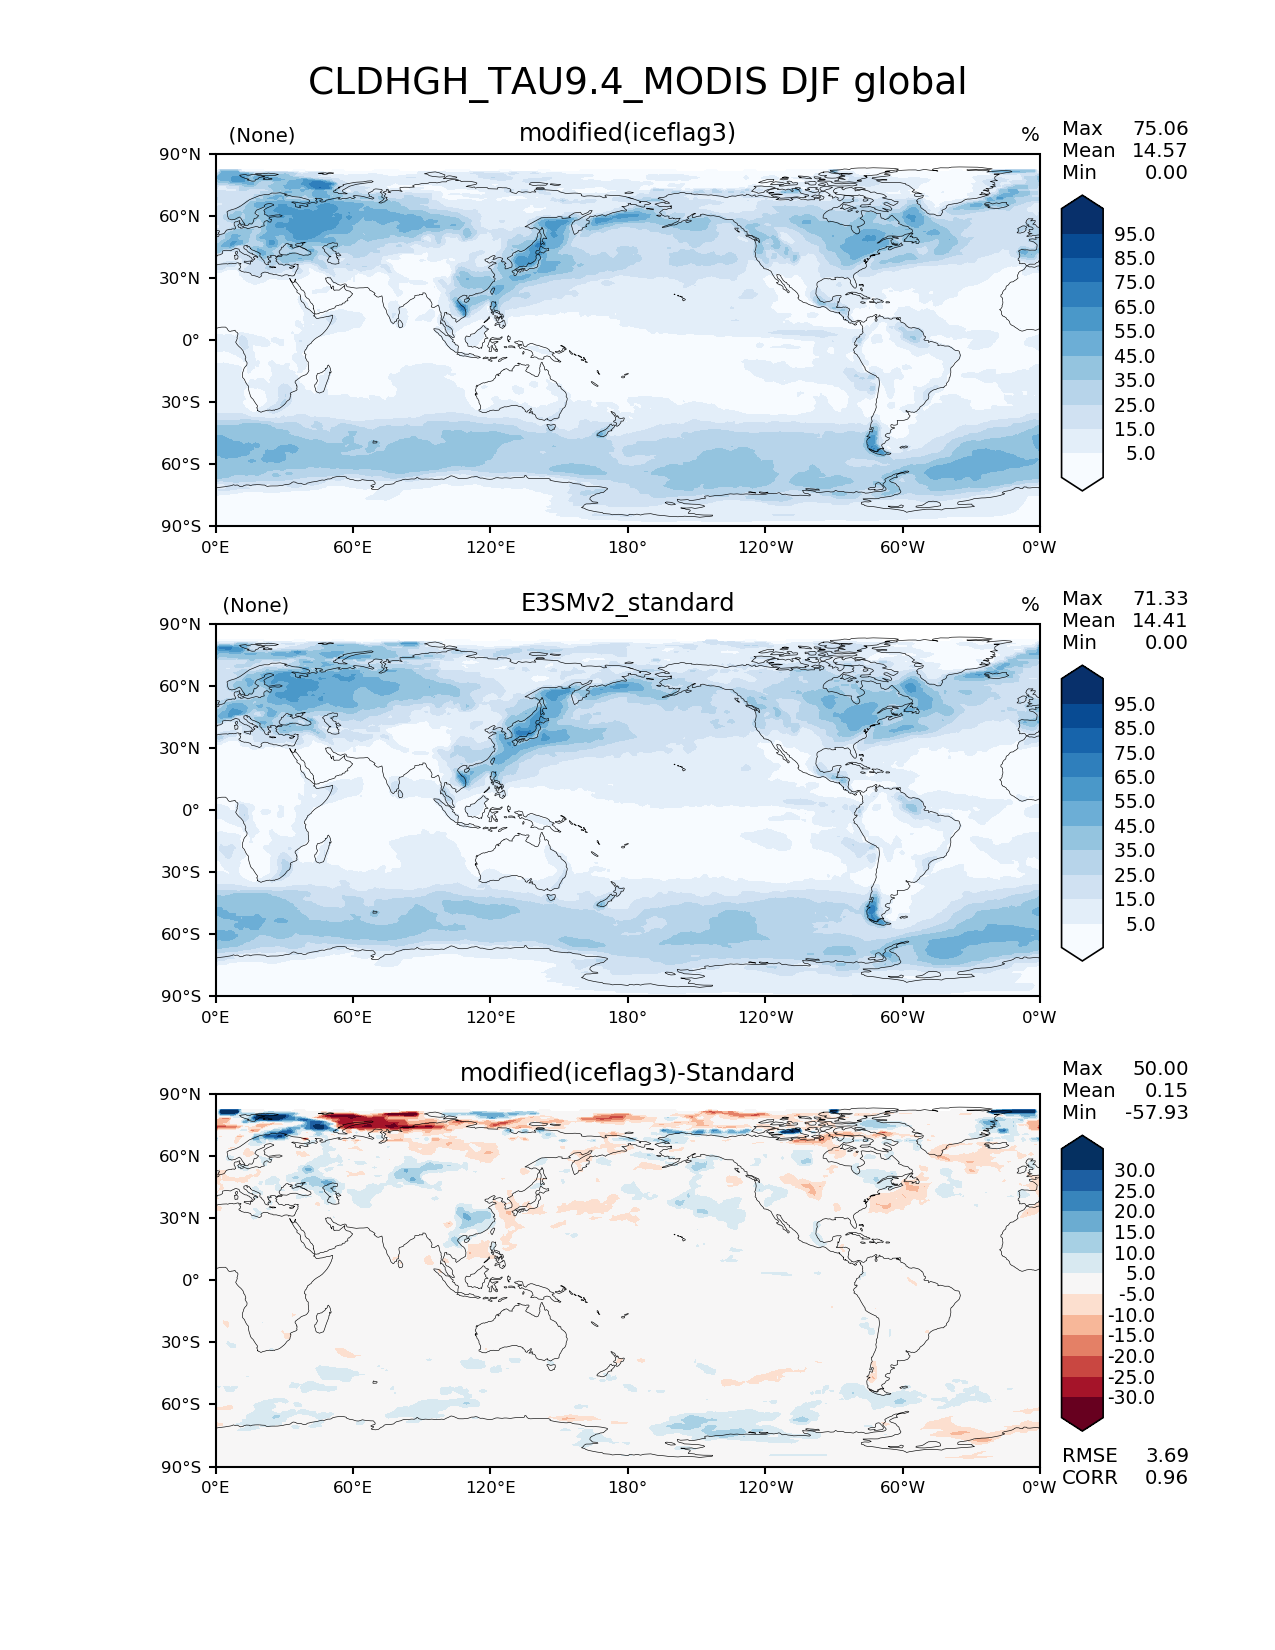 CLDHGH_TAU9.4_MODIS DJF global
(None) modified(iceflag3) %
Max 75.06
Mean 14.57
Min 0.00
90°N
60°N
30°N
0°
30°S
60°S
90°S
0°E 60°E 120°E 180° 120°W 60°W 0°W
95.0
85.0
75.0
65.0
55.0
45.0
35.0
25.0
15.0
5.0
(None) E3SMv2_standard %
Max 71.33
Mean 14.41
Min 0.00
90°N
60°N
30°N
0°
30°S
60°S
90°S
0°E 60°E 120°E 180° 120°W 60°W 0°W
95.0
85.0
75.0
65.0
55.0
45.0
35.0
25.0
15.0
5.0
modified(iceflag3)-Standard
Max 50.00
Mean 0.15
Min -57.93
90°N
60°N
30°N
0°
30°S
60°S
90°S
0°E 60°E 120°E 180° 120°W 60°W 0°W
30.0
25.0
20.0
15.0
10.0
5.0
-5.0
-10.0
-15.0
-20.0
-25.0
-30.0
RMSE 3.69
CORR 0.96